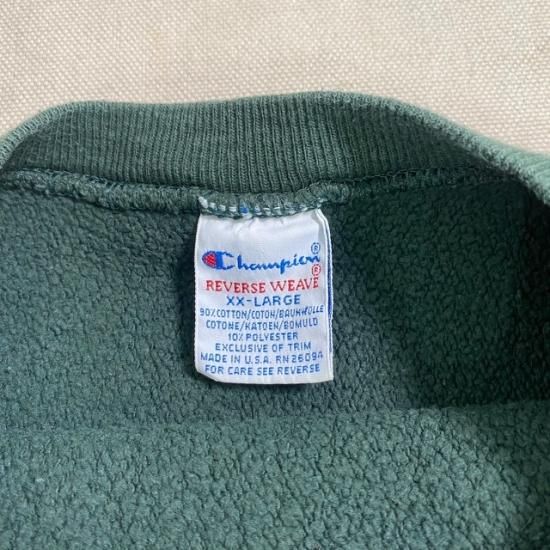 Champion®
REVERSE WEAVE®
XX-LARGE
90% COTTON/COTON/BAUMWOLLE
COTONE/KATOEN/BOMULD
10% POLYESTER
EXCLUSIVE OF TRIM
MADE IN U.S.A. RN 26094
FOR CARE SEE REVERSE